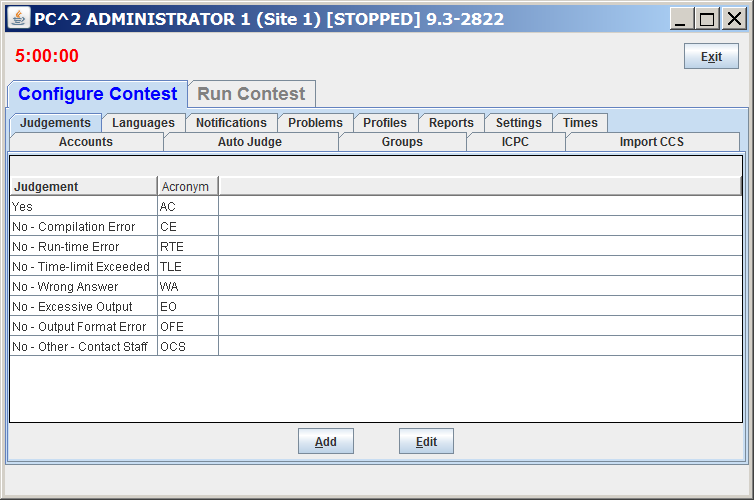 PC^2 ADMINISTRATOR 1 (Site 1) [STOPPED] 9.3-2822
5:00:00 Exit
Configure Contest Run Contest
Judgements Languages Notifications Problems Profiles Reports Settings Times
Accounts Auto Judge Groups ICPC Import CCS
Judgement Acronym
Yes AC
No - Compilation Error CE
No - Run-time Error RTE
No - Time-limit Exceeded TLE
No - Wrong Answer WA
No - Excessive Output EO
No - Output Format Error OFE
No - Other - Contact Staff OCS
Add Edit